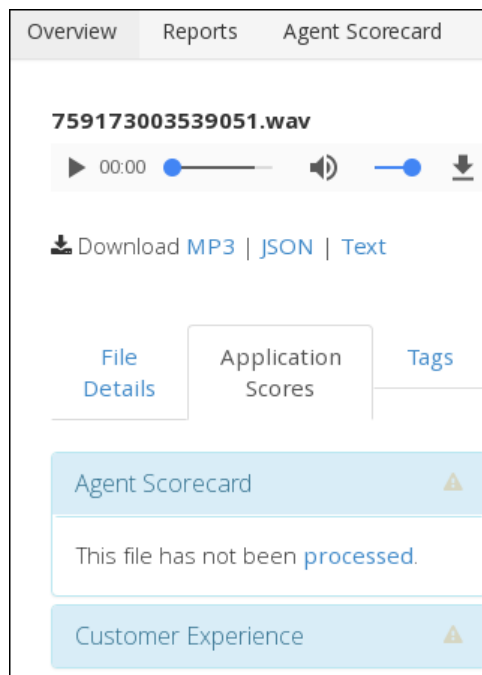 Overview Reports Agent Scorecard
759173003539051.wav
00:00
Download MP3 | JSON | Text
File Details
Application Scores
Tags
Agent Scorecard
This file has not been processed.
Customer Experience